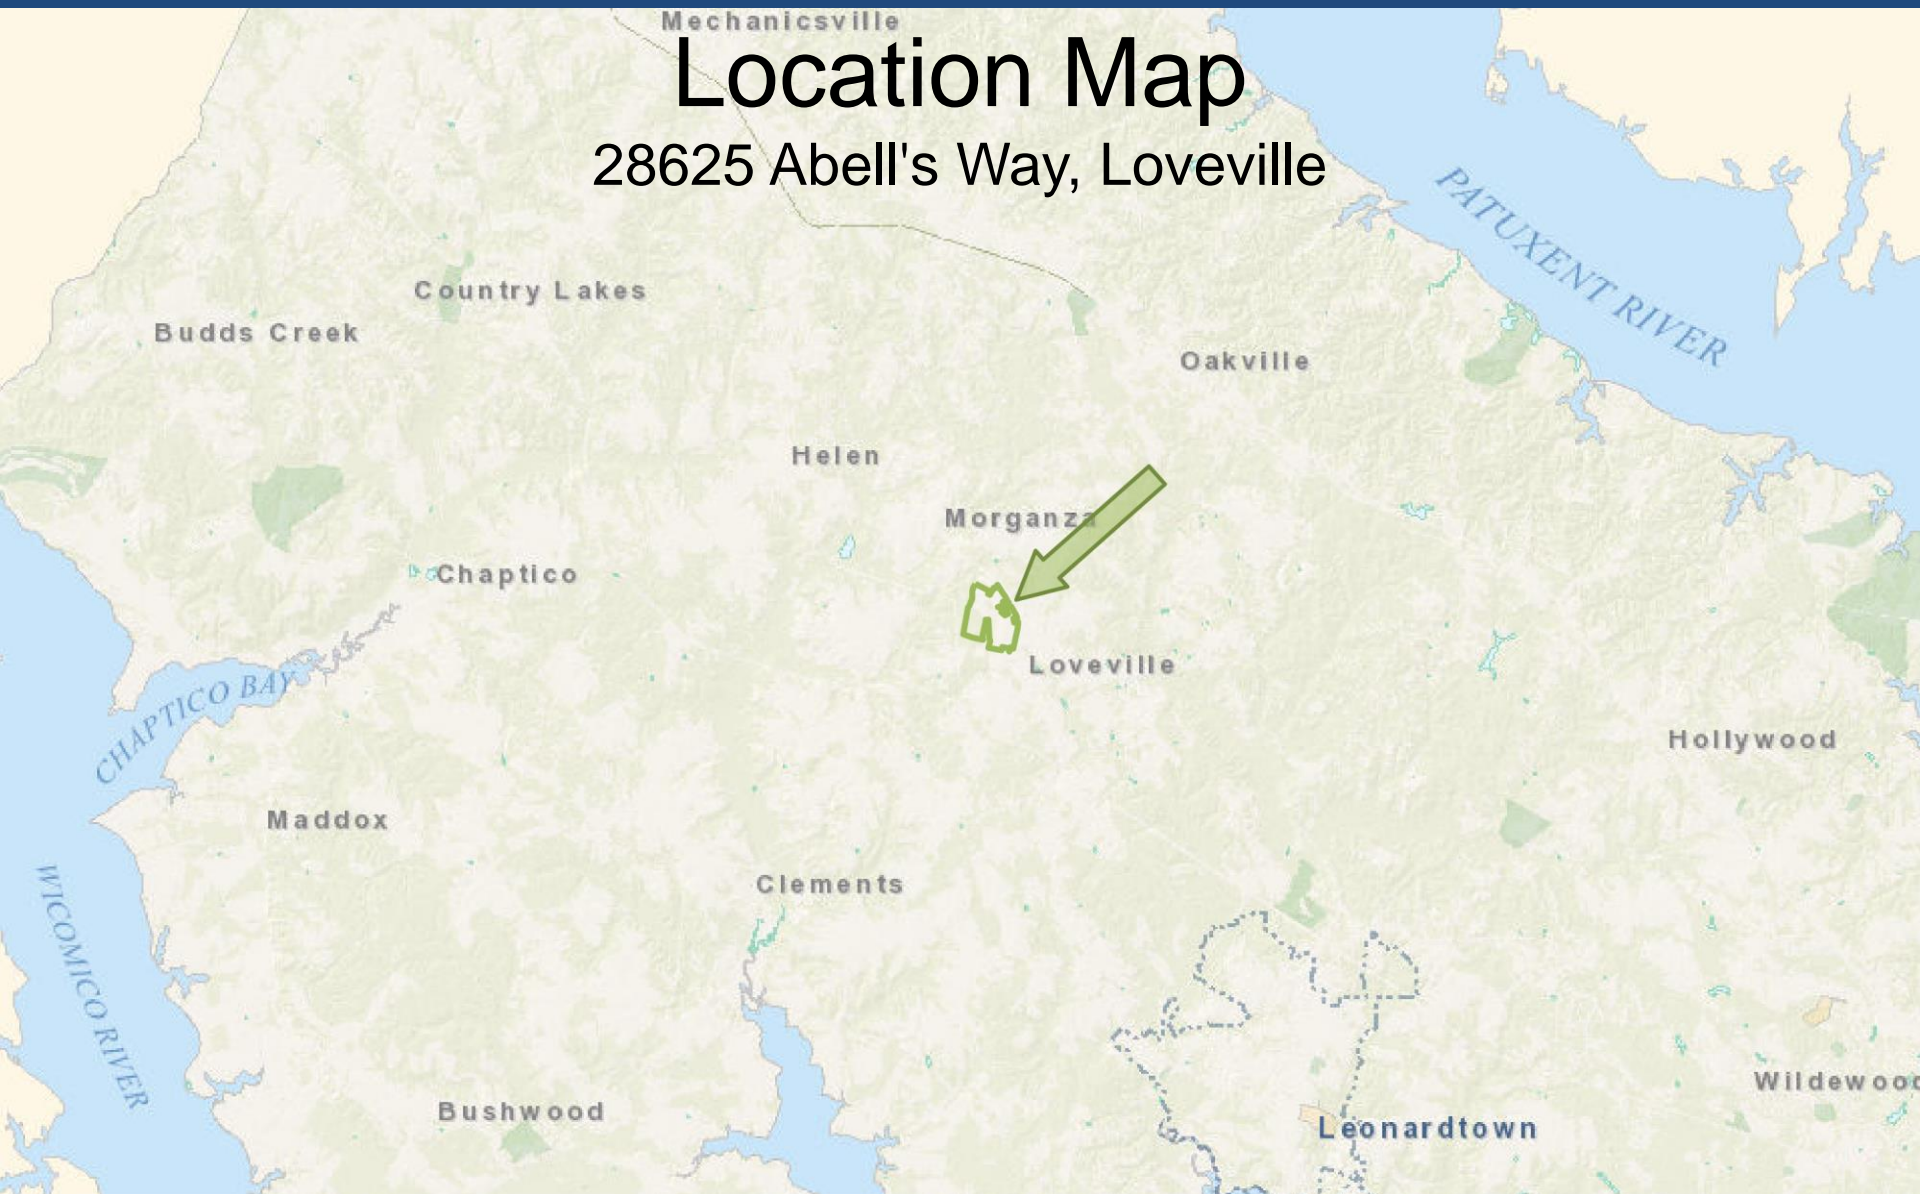 Mechanicsville
Location Map
28625 Abell's Way, Loveville
PATUXENT RIVER
Country Lakes
Budds Creek
Oakville
Helen
Morganza
Chaptico
Loveville
CHAPTICO BAY
Hollywood
Maddox
Clements
WICOMICO RIVER
Wildewood
Bushwood
Leonardtown